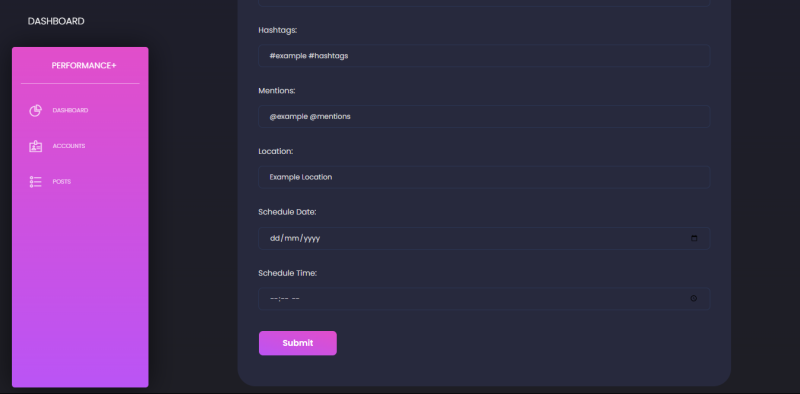 DASHBOARD
PERFORMANCE+
DASHBOARD
ACCOUNTS
POSTS
Hashtags:
#example #hashtags
Mentions:
@example @mentions
Location:
Example Location
Schedule Date:
dd/mm/yyyy
Schedule Time:
--:-- --
Submit